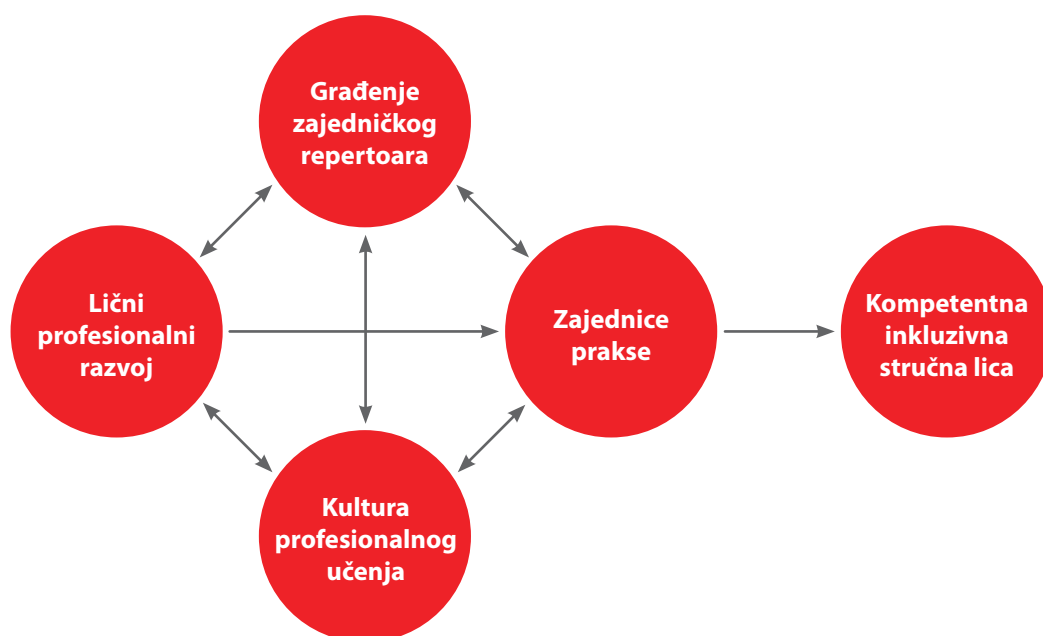 Građenje
zajedničkog
repertoara
Lični
profesionalni
razvoj
Zajednice
prakse
Kompetentna
inkluzivna
stručna lica
Kultura
profesionalnog
učenja